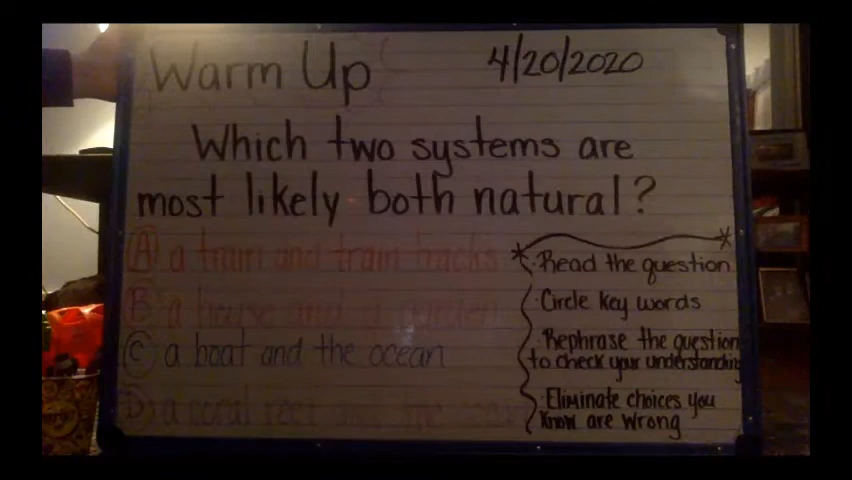 Warm Up 4/20/2020
Which two systems are
most likely both natural?
A a train and train tracks
B a house and a garden
C a boat and the ocean
D a coral reef the
· Read the question
· Circle key words
· Rephrase the question
to check your understanding
· Eliminate choices you
know are wrong